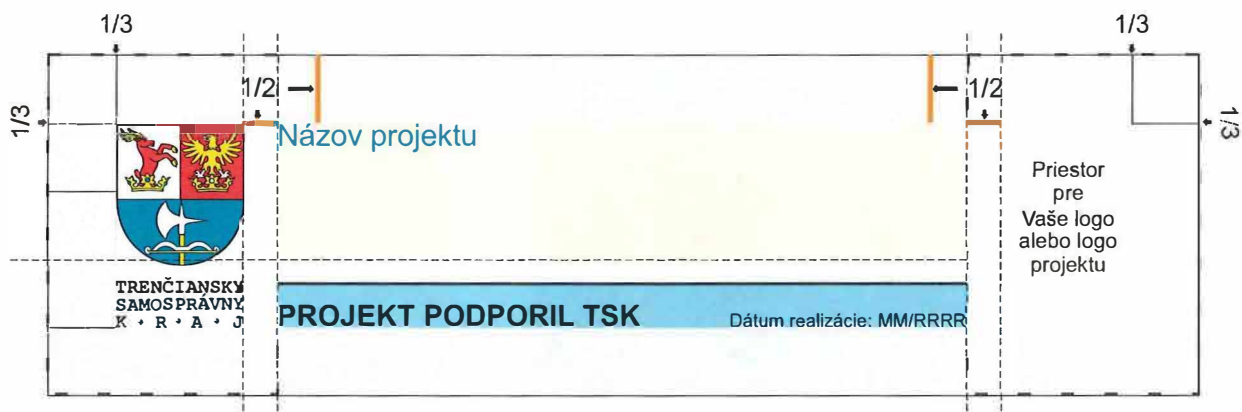 1/3
1/3
1/2
1/2
1/3
1/3
Názov projektu
Priestor
pre
Vaše logo
alebo logo
projektu
TRENČIANSKY
SAMOSPRÁVNY
K · R · A · J
PROJEKT PODPORIL TSK
Dátum realizácie: MM/RRRR